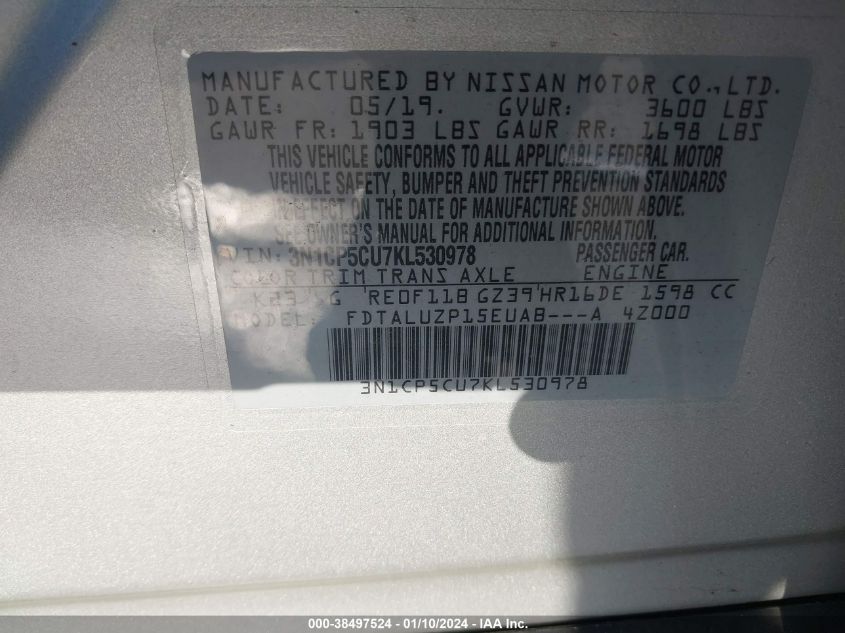 MANUFACTURED BY NISSAN MOTOR CO., LTD.
DATE: 05/19. GVWR: 3600 LBS
GAWR FR: 1903 LBS GAWR RR: 1698 LBS
THIS VEHICLE CONFORMS TO ALL APPLICABLE FEDERAL MOTOR
VEHICLE SAFETY, BUMPER AND THEFT PREVENTION STANDARDS
IN EFFECT ON THE DATE OF MANUFACTURE SHOWN ABOVE.
SEE OWNER'S MANUAL FOR ADDITIONAL INFORMATION.
VIN: 3N1CP5CU7KL530978 PASSENGER CAR.
COLOR TRIM TRANS AXLE ENGINE
K23 G RE0F11B GZ39 HR16DE 1598 CC
MODEL: FDTALUZP15EUAB---A 4Z000
3N1CP5CU7KL530978
000-38497524 - 01/10/2024 - IAA Inc.